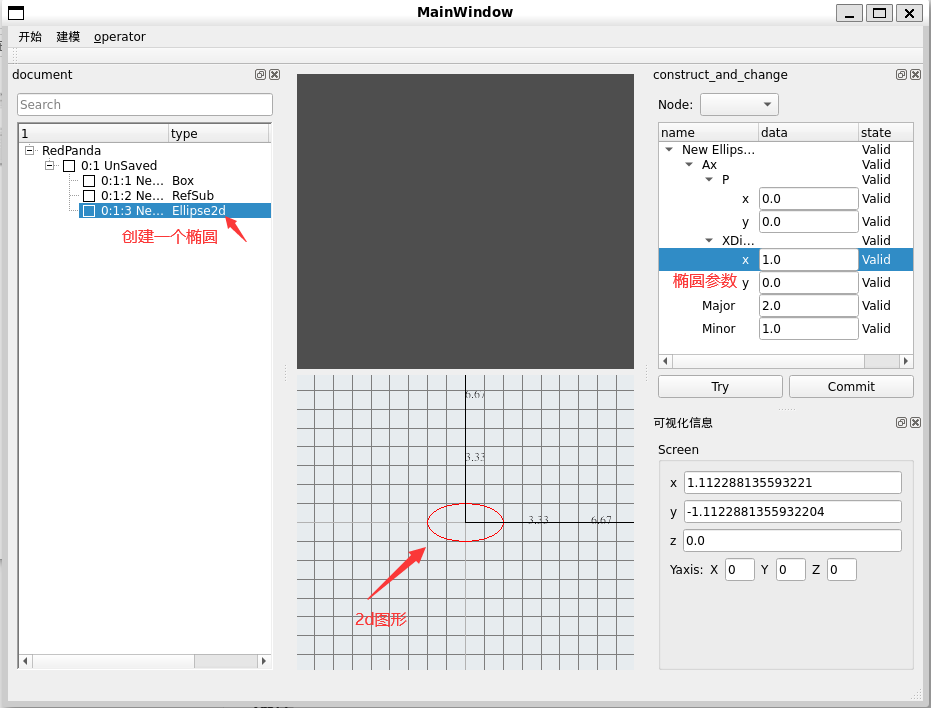 MainWindow
开始 建模 operator
document
Search
1 type
RedPanda
0:1 UnSaved
0:1:1 Ne... Box
0:1:2 Ne... RefSub
0:1:3 Ne... Ellipse2d
创建一个椭圆
6.67
3.33
3.33 6.67
2d图形
construct_and_change
Node:
name data state
New Ellips... Valid
Ax Valid
P Valid
x 0.0 Valid
y 0.0 Valid
XDi... Valid
x 1.0 Valid
椭圆参数 y 0.0 Valid
Major 2.0 Valid
Minor 1.0 Valid
Try Commit
可视化信息
Screen
x 1.112288135593221
y -1.1122881355932204
z 0.0
Yaxis: X 0 Y 0 Z 0